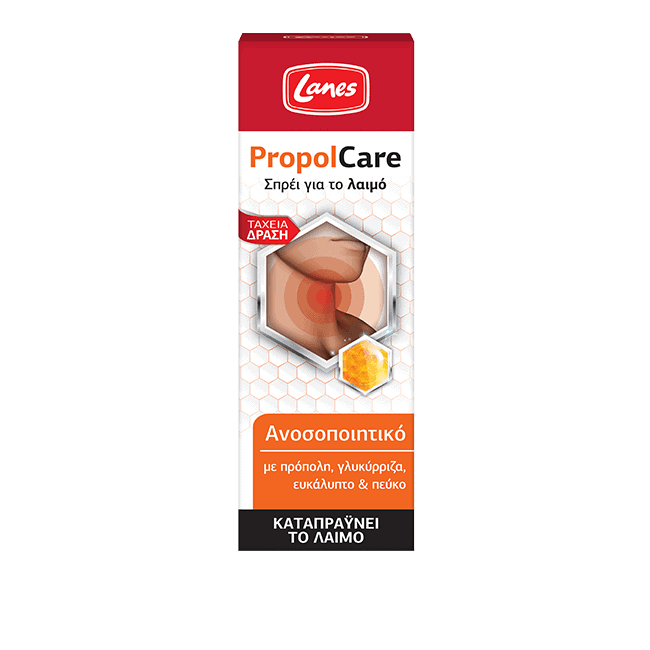 Lanes
PropolCare
Σπρέι για το λαιμό
ΤΑΧΕΙΑ
ΔΡΑΣΗ
Ανοσοποιητικό
με πρόπολη, γλυκύρριζα,
ευκάλυπτο & πεύκο
ΚΑΤΑΠΡΑΫΝΕΙ
ΤΟ ΛΑΙΜΟ